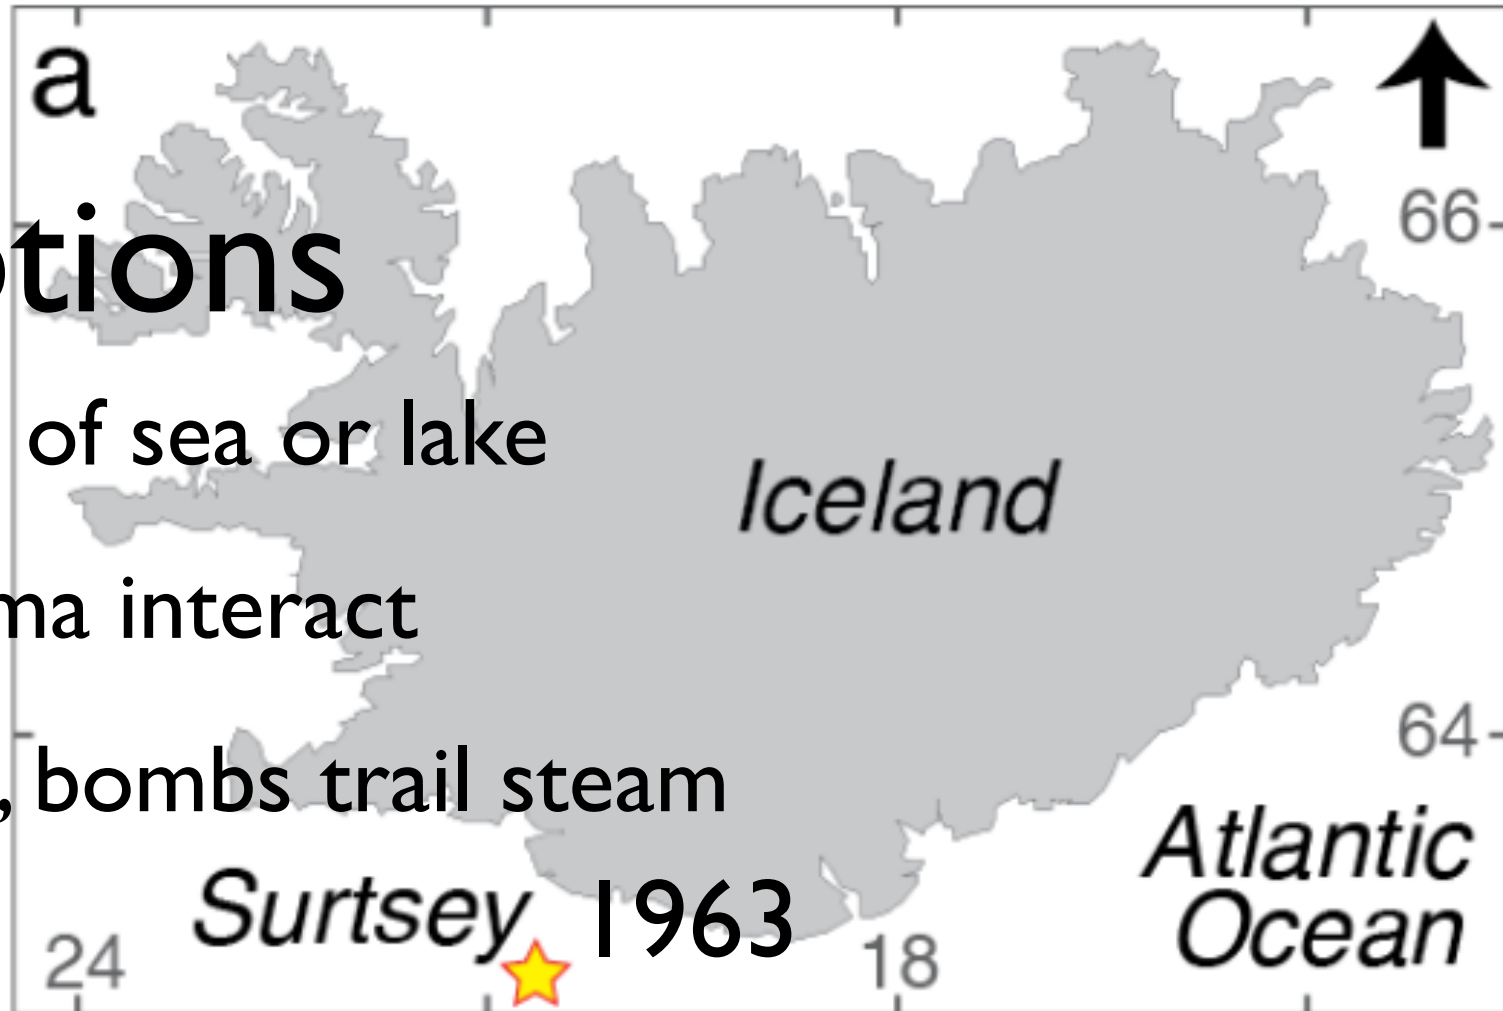 a
66
tions
of sea or lake
Iceland
ma interact
64
, bombs trail steam
Atlantic
Ocean
Surtsey 1963
24
18